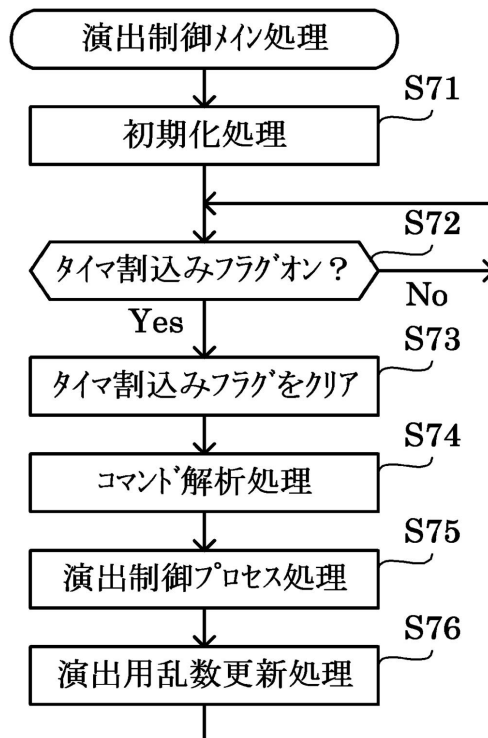 演出制御メイン処理
S71
初期化処理
S72
タイマ割込みフラグオン？
No
Yes
S73
タイマ割込みフラグをクリア
S74
コマンド解析処理
S75
演出制御プロセス処理
S76
演出用乱数更新処理